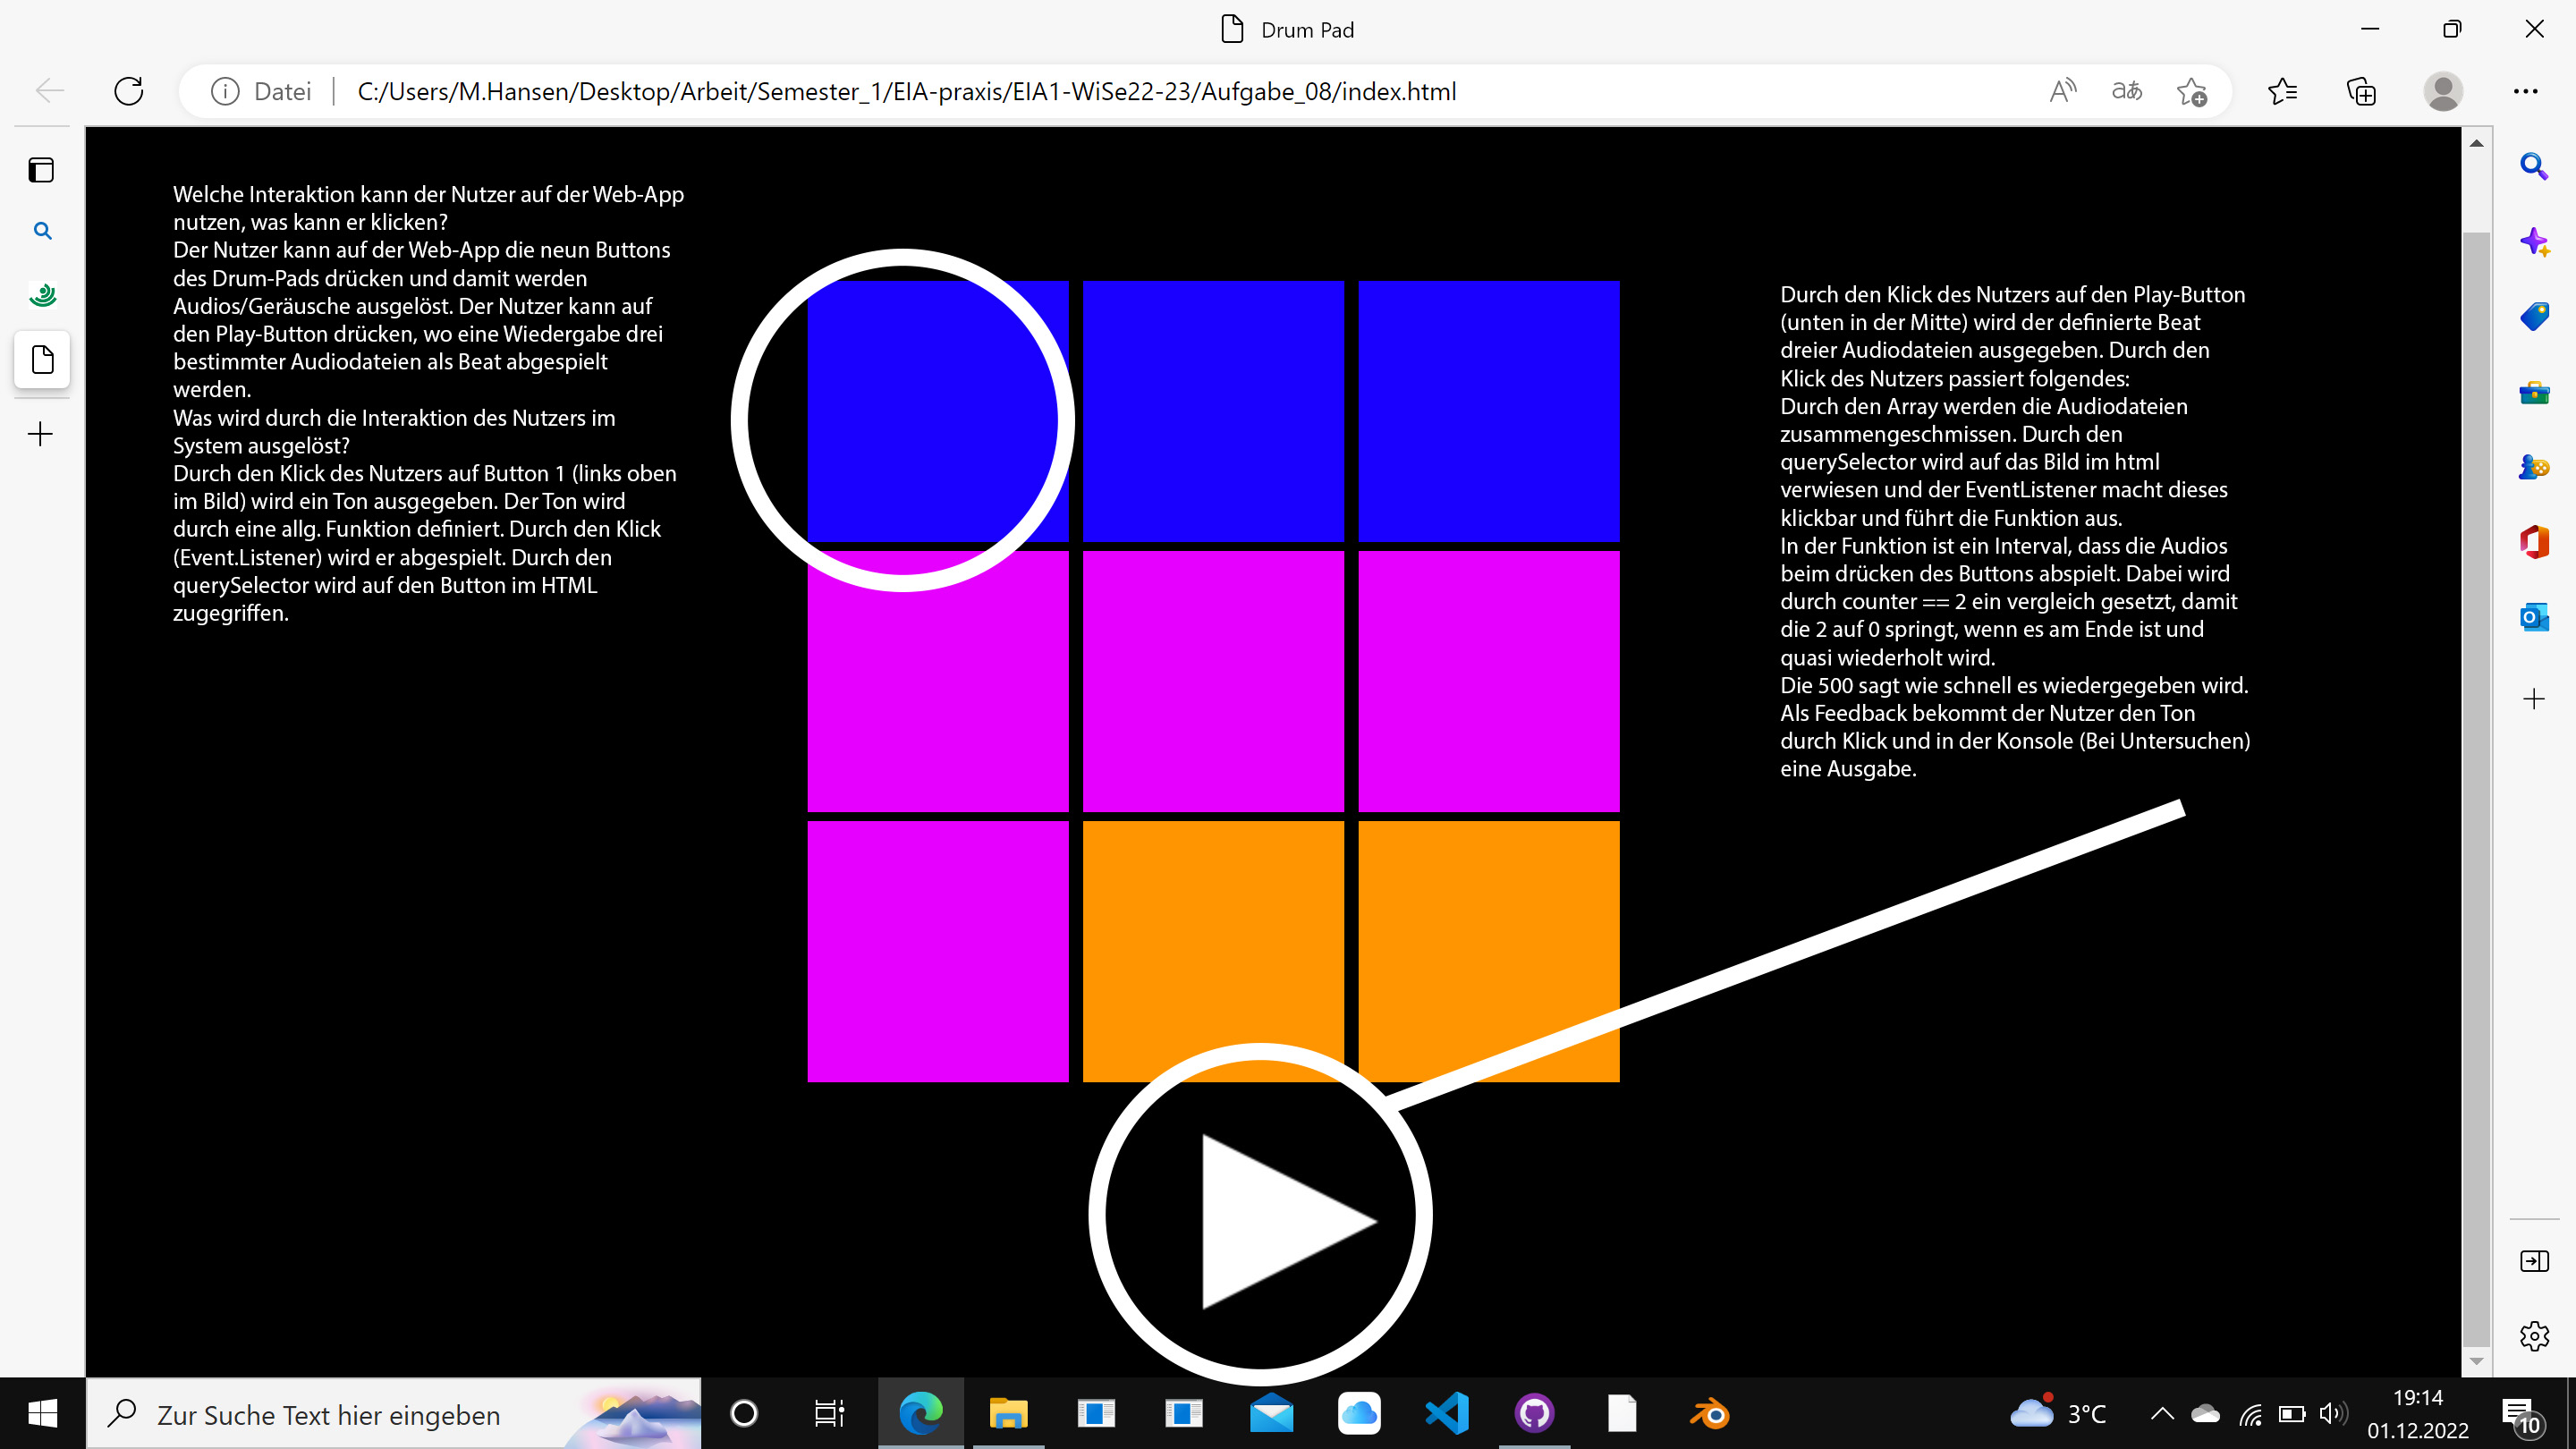 Drum Pad
Datei
C:/Users/M.Hansen/Desktop/Arbeit/Semester_1/EIA-praxis/EIA1-WiSe22-23/Aufgabe_08/index.html
Welche Interaktion kann der Nutzer auf der Web-App
nutzen, was kann er klicken?
Der Nutzer kann auf der Web-App die neun Buttons
des Drum-Pads drücken und damit werden
Audios/Geräusche ausgelöst. Der Nutzer kann auf
den Play-Button drücken, wo eine Wiedergabe drei
bestimmter Audiodateien als Beat abgespielt
werden.
Was wird durch die Interaktion des Nutzers im
System ausgelöst?
Durch den Klick des Nutzers auf Button 1 (links oben
im Bild) wird ein Ton ausgegeben. Der Ton wird
durch eine allg. Funktion definiert. Durch den Klick
(Event.Listener) wird er abgespielt. Durch den
querySelector wird auf den Button im HTML
zugegriffen.
Durch den Klick des Nutzers auf den Play-Button
(unten in der Mitte) wird der definierte Beat
dreier Audiodateien ausgegeben. Durch den
Klick des Nutzers passiert folgendes:
Durch den Array werden die Audiodateien
zusammengeschmissen. Durch den
querySelector wird auf das Bild im html
verwiesen und der EventListener macht dieses
klickbar und führt die Funktion aus.
In der Funktion ist ein Interval, dass die Audios
beim drücken des Buttons abspielt. Dabei wird
durch counter == 2 ein vergleich gesetzt, damit
die 2 auf 0 springt, wenn es am Ende ist und
quasi wiederholt wird.
Die 500 sagt wie schnell es wiedergegeben wird.
Als Feedback bekommt der Nutzer den Ton
durch Klick und in der Konsole (Bei Untersuchen)
eine Ausgabe.
Zur Suche Text hier eingeben
3°C
19:14
01.12.2022
10